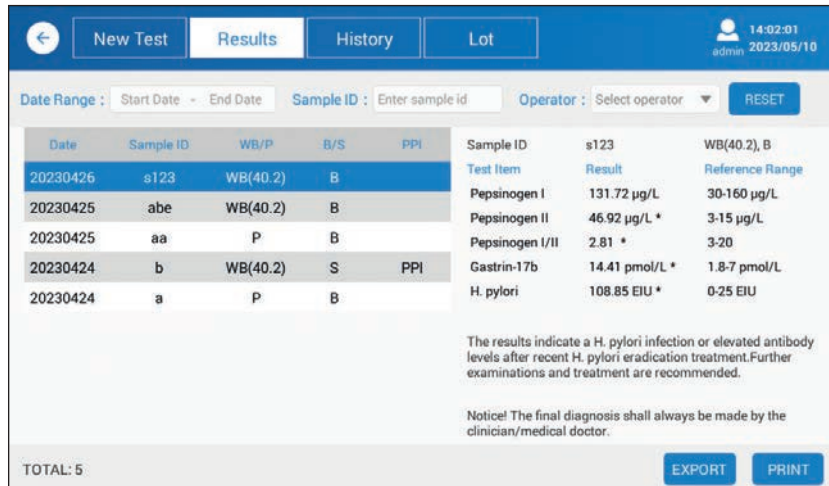 New Test Results History Lot
14:02:01
admin 2023/05/10
Date Range : Start Date - End Date Sample ID : Enter sample id Operator : Select operator RESET
Date Sample ID WB/P B/S PPI
20230426 s123 WB(40.2) B
20230425 abe WB(40.2) B
20230425 aa P B
20230424 b WB(40.2) S PPI
20230424 a P B
Sample ID s123 WB(40.2), B
Test Item Result Reference Range
Pepsinogen I 131.72 µg/L 30-160 µg/L
Pepsinogen II 46.92 µg/L * 3-15 µg/L
Pepsinogen I/II 2.81 * 3-20
Gastrin-17b 14.41 pmol/L * 1.8-7 pmol/L
H. pylori 108.85 EIU * 0-25 EIU
The results indicate a H. pylori infection or elevated antibody
levels after recent H. pylori eradication treatment.Further
examinations and treatment are recommended.
Notice! The final diagnosis shall always be made by the
clinician/medical doctor.
TOTAL: 5 EXPORT PRINT